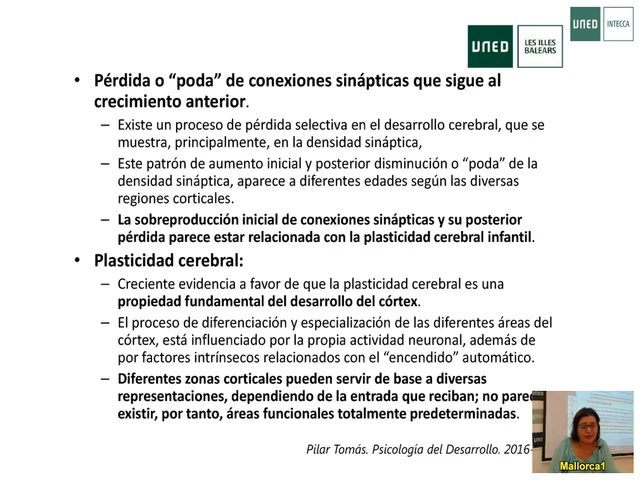 UNED
INTECCA
UNED
LES ILLES
BALEARS
• Pérdida o “poda” de conexiones sinápticas que sigue al
crecimiento anterior.
– Existe un proceso de pérdida selectiva en el desarrollo cerebral, que se
muestra, principalmente, en la densidad sináptica,
– Este patrón de aumento inicial y posterior disminución o “poda” de la
densidad sináptica, aparece a diferentes edades según las diversas
regiones corticales.
– La sobreproducción inicial de conexiones sinápticas y su posterior
pérdida parece estar relacionada con la plasticidad cerebral infantil.
• Plasticidad cerebral:
– Creciente evidencia a favor de que la plasticidad cerebral es una
propiedad fundamental del desarrollo del córtex.
– El proceso de diferenciación y especialización de las diferentes áreas del
córtex, está influenciado por la propia actividad neuronal, además de
por factores intrínsecos relacionados con el “encendido” automático.
– Diferentes zonas corticales pueden servir de base a diversas
representaciones, dependiendo de la entrada que reciban; no parece
existir, por tanto, áreas funcionales totalmente predeterminadas.
Pilar Tomás. Psicología del Desarrollo. 2016-
Mallorca1